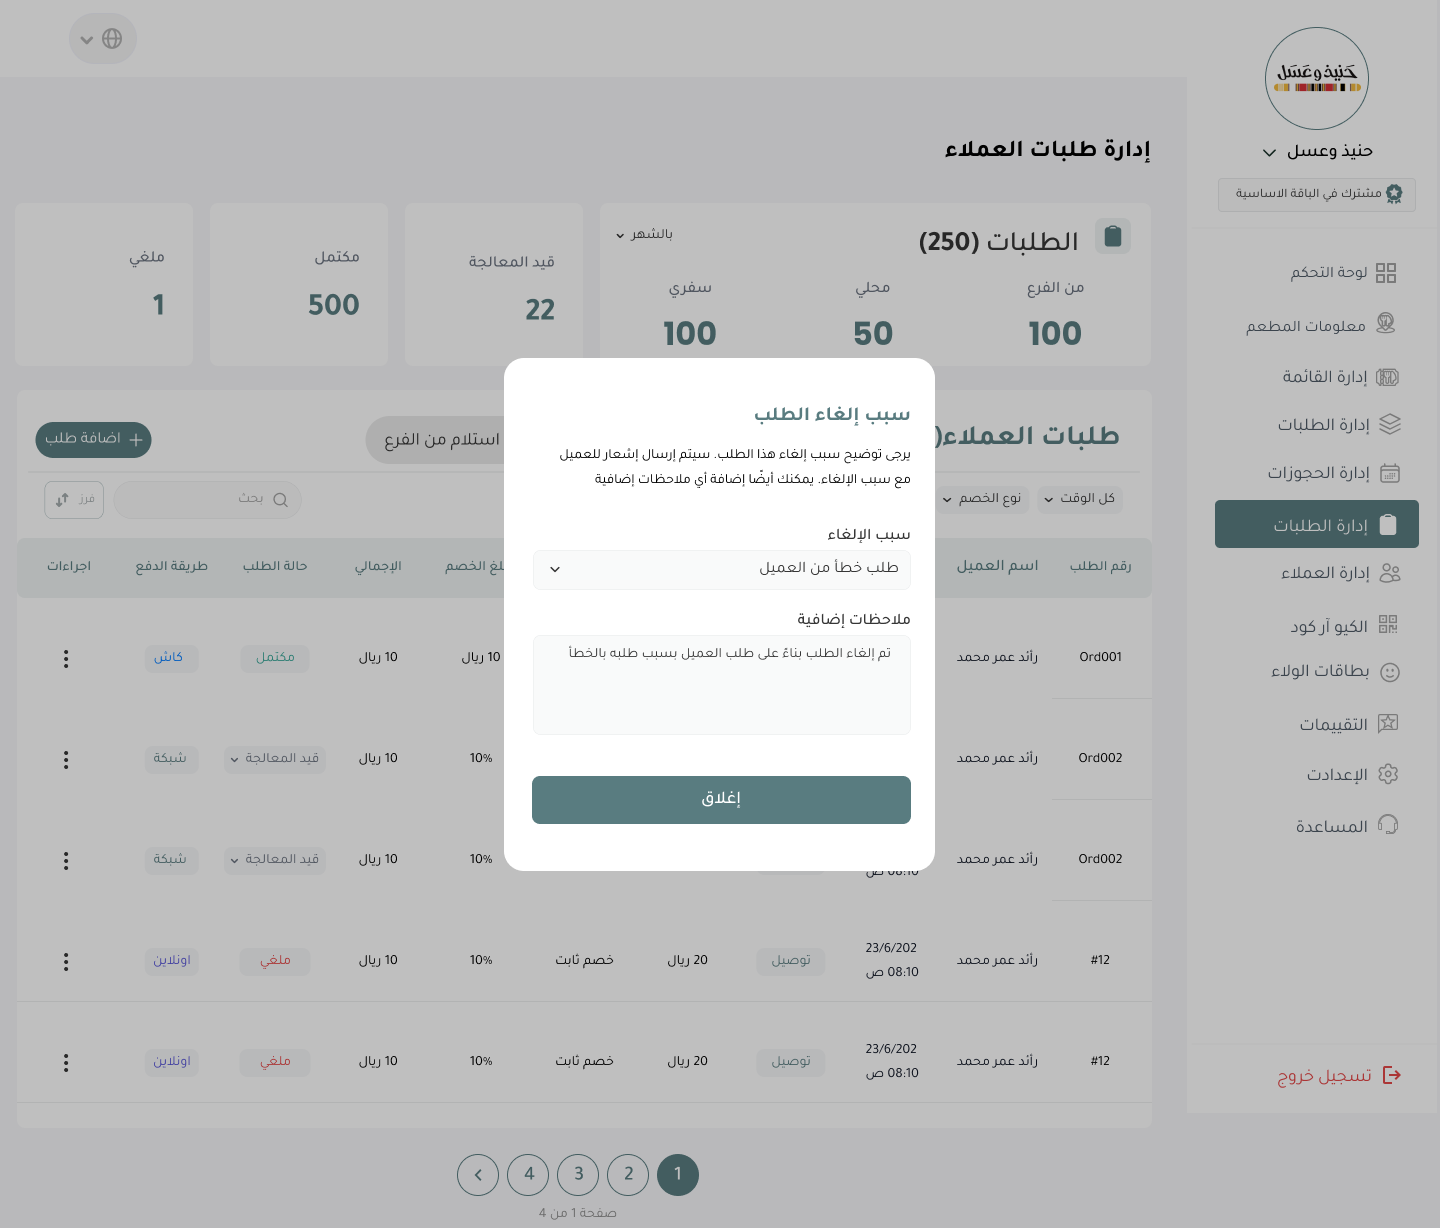 حنيذ وعسل
حنيذ وعسل
مشترك في الباقة الاساسية
لوحة التحكم
معلومات المطعم
إدارة القائمة
إدارة الطلبات
إدارة الحجوزات
إدارة الطلبات
إدارة العملاء
الكيو آر كود
بطاقات الولاء
التقييمات
الإعدادت
المساعدة
تسجيل خروج
إدارة طلبات العملاء
الطلبات (250)
بالشهر
من الفرع
محلي
سفري
100
50
100
قيد المعالجة
22
مكتمل
500
ملغي
1
طلبات العملاء(
استلام من الفرع
اضافة طلب
كل الوقت
نوع الخصم
بحث
فرز
رقم الطلب
اسم العميل
لغ الخصم
الإجمالي
حالة الطلب
طريقة الدفع
اجراءات
Ord001
رأئد عمر محمد
10 ريال
10 ريال
مكتمل
كاش
Ord002
رأئد عمر محمد
10%
10 ريال
قيد المعالجة
شبكة
Ord002
رأئد عمر محمد
08:10 ص
10%
10 ريال
قيد المعالجة
شبكة
#12
رأئد عمر محمد
23/6/202
08:10 ص
توصيل
20 ريال
خصم ثابت
10%
10 ريال
ملغي
اونلاين
#12
رأئد عمر محمد
23/6/202
08:10 ص
توصيل
20 ريال
خصم ثابت
10%
10 ريال
ملغي
اونلاين
سبب إلغاء الطلب
يرجى توضيح سبب إلغاء هذا الطلب. سيتم إرسال إشعار للعميل
مع سبب الإلغاء. يمكنك أيضًا إضافة أي ملاحظات إضافية
سبب الإلغاء
طلب خطأ من العميل
ملاحظات إضافية
تم إلغاء الطلب بناءً على طلب العميل بسبب طلبه بالخطأ
إغلاق
1
2
3
4
صفحة 1 من 4